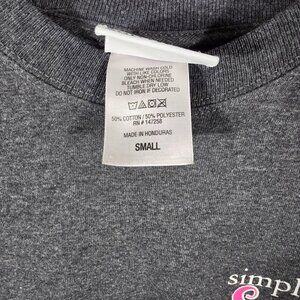 MACHINE WASH COLD
WITH LIKE COLORS
ONLY NON-CHLORINE
BLEACH WHEN NEEDED
TUMBLE DRY LOW
DO NOT IRON IF DECORATED
50% COTTON / 50% POLYESTER
RN # 147258
MADE IN HONDURAS
SMALL
simpl